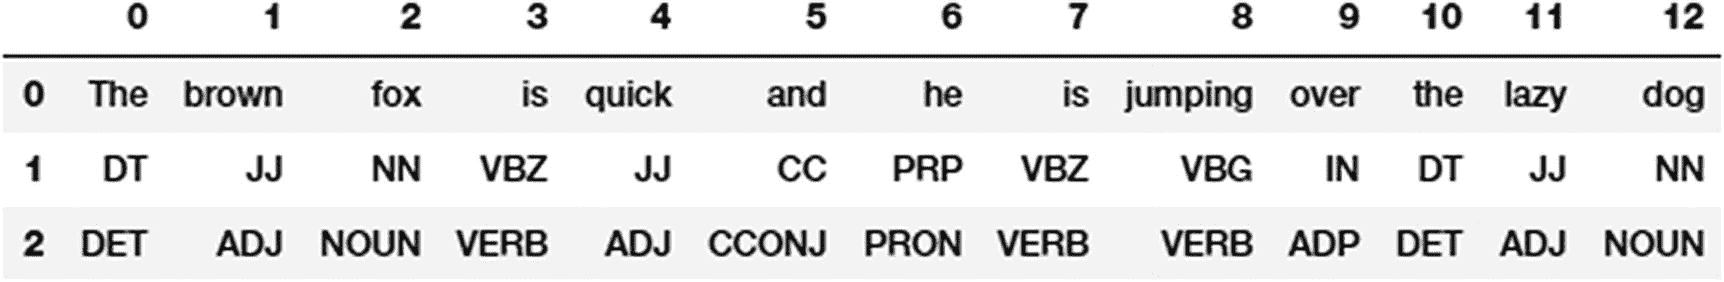 0 1 2 3 4 5 6 7 8 9 10 11 12
0 The brown fox is quick and he is jumping over the lazy dog
1 DT JJ NN VBZ JJ CC PRP VBZ VBG IN DT JJ NN
2 DET ADJ NOUN VERB ADJ CCONJ PRON VERB VERB ADP DET ADJ NOUN